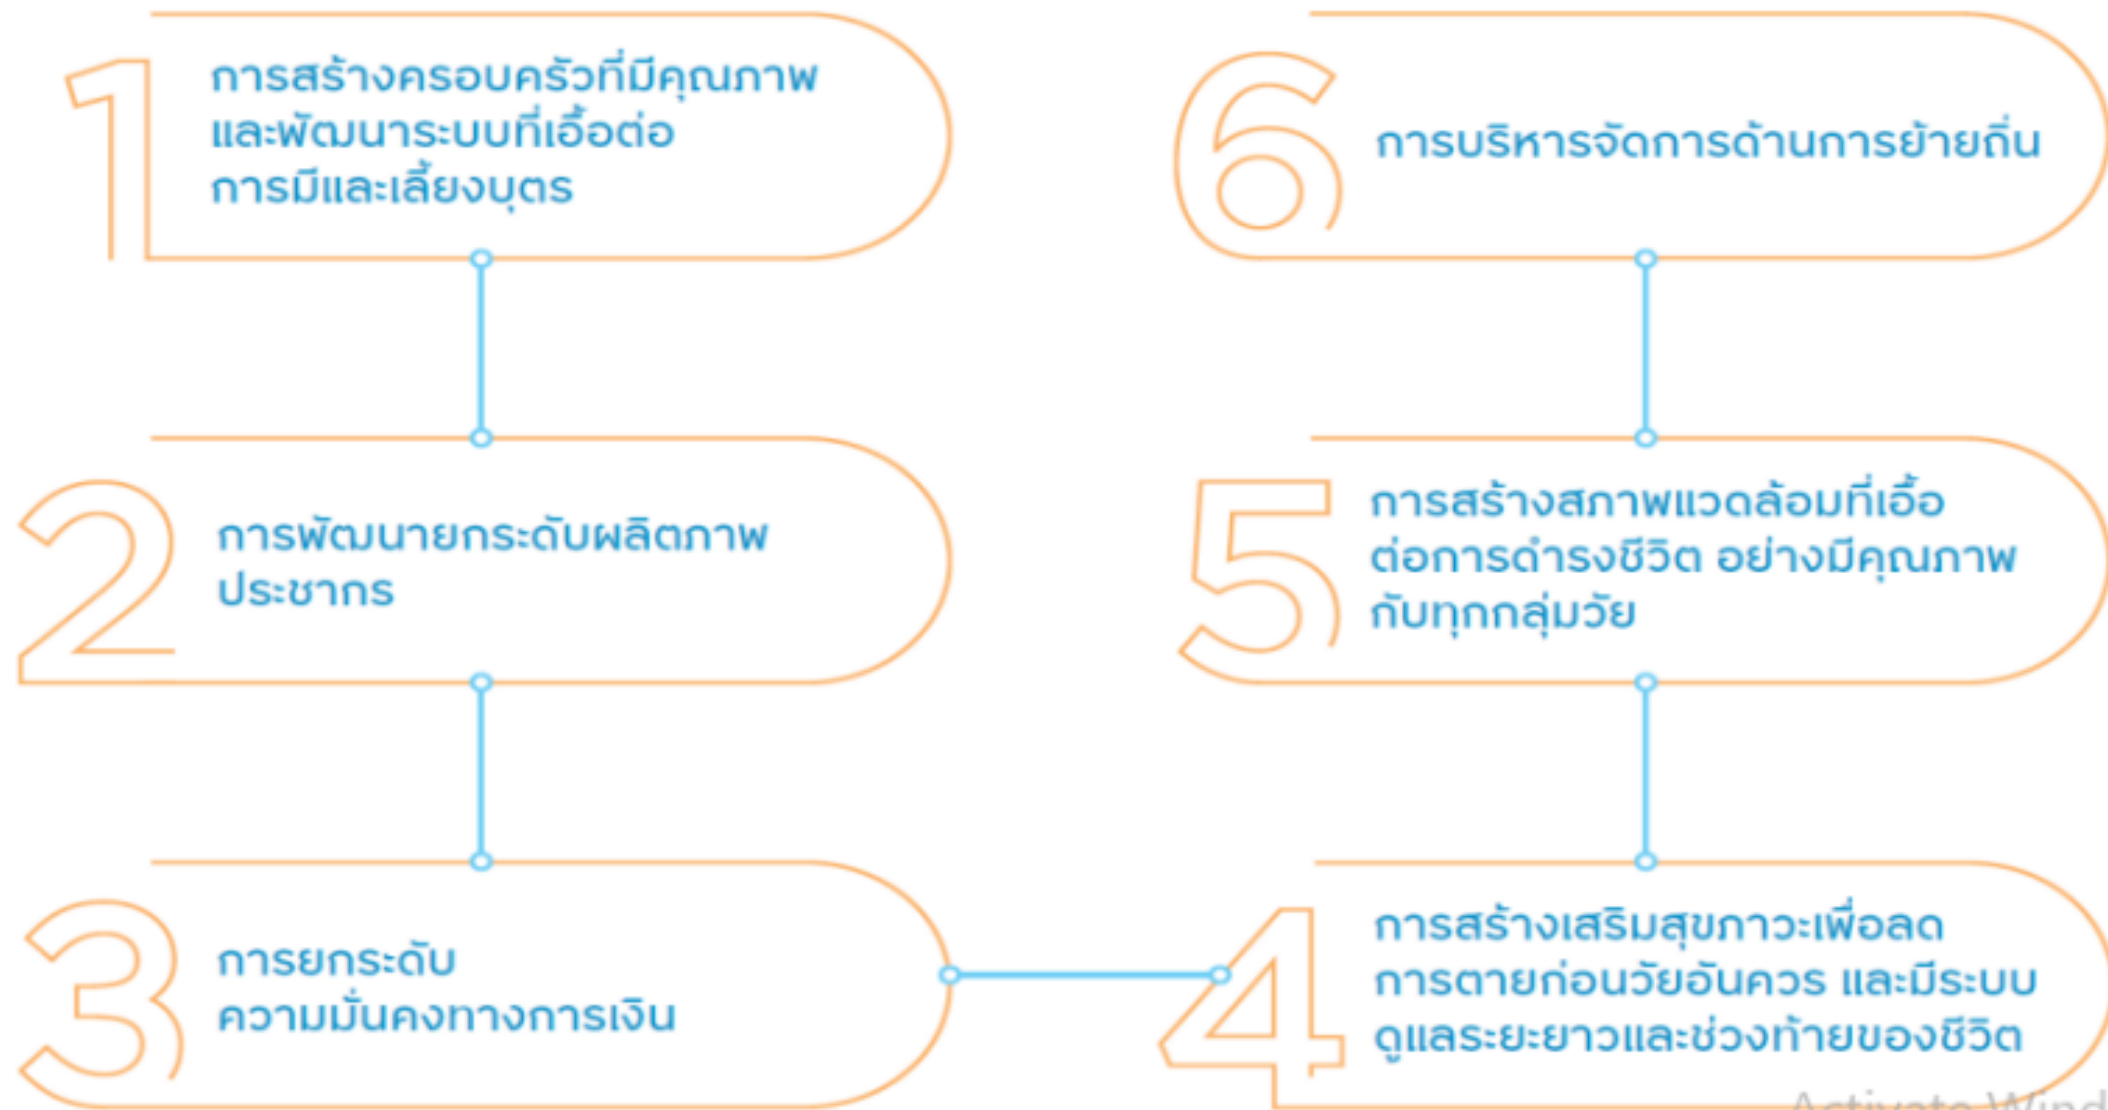 1
การสร้างครอบครัวที่มีคุณภาพ
และพัฒนาระบบที่เอื้อต่อ
การมีและเลี้ยงบุตร
2
การพัฒนายกระดับผลิตภาพ
ประชากร
3
การยกระดับ
ความมั่นคงทางการเงิน
4
การสร้างเสริมสุขภาวะเพื่อลด
การตายก่อนวัยอันควร และมีระบบ
ดูแลระยะยาวและช่วงท้ายของชีวิต
5
การสร้างสภาพแวดล้อมที่เอื้อ
ต่อการดำรงชีวิต อย่างมีคุณภาพ
กับทุกกลุ่มวัย
6
การบริหารจัดการด้านการย้ายถิ่น
Activate Wind